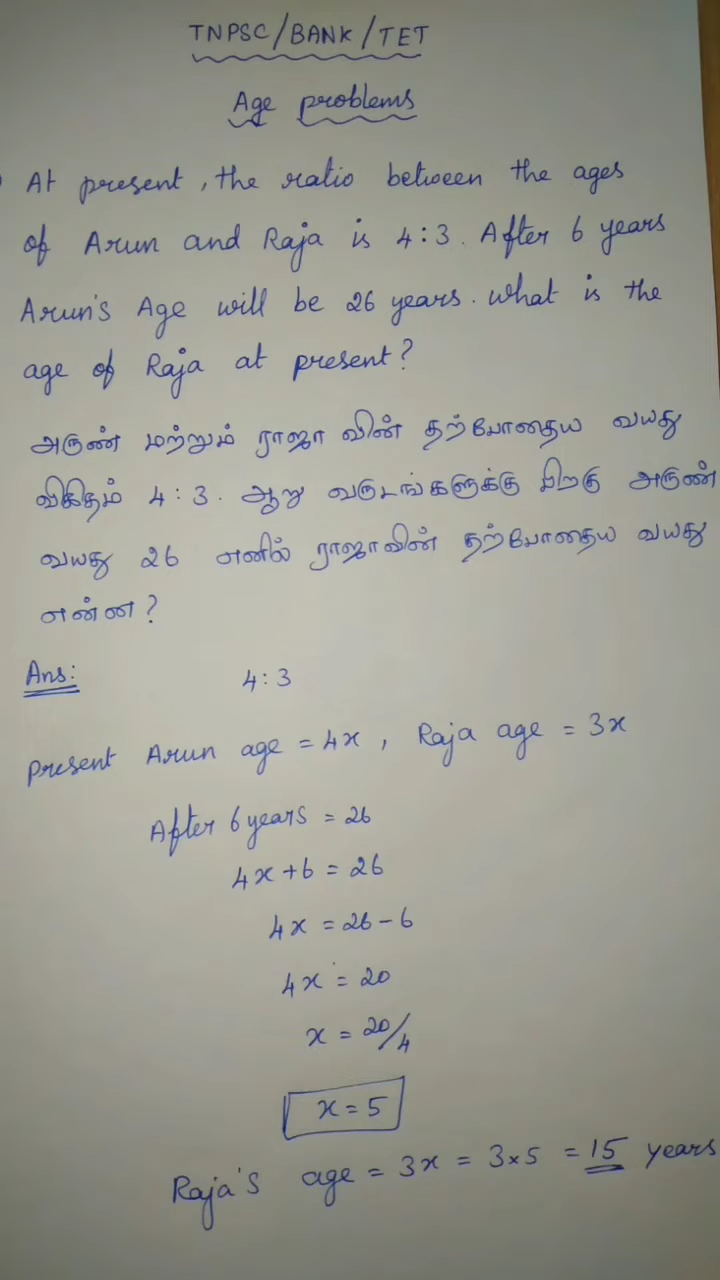 TNPSC/BANK/TET
Age problems
At present, the ratio between the ages
of Arun and Raja is 4:3. After 6 years
Arun's Age will be 26 years. what is the
age of Raja at present?
அருண் மற்றும் ராஜா வின் தற்போதைய வயது
விகிதம் 4:3. ஆறு வருடங்களுக்கு பிறகு அருண்
வயது 26 எனில் ராஜாவின் தற்போதைய வயது
என்ன?
Ans: 4:3
present Arun age = 4x, Raja age = 3x
After 6 years = 26
4x+6 = 26
4x = 26-6
4x = 20
x = 20/4
x = 5
Raja's age = 3x = 3×5 = 15 years